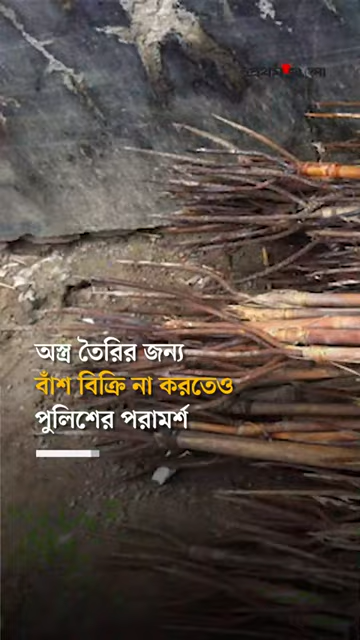 অস্ত্র তৈরির জন্য
বাঁশ বিক্রি না করতেও
পুলিশের পরামর্শ